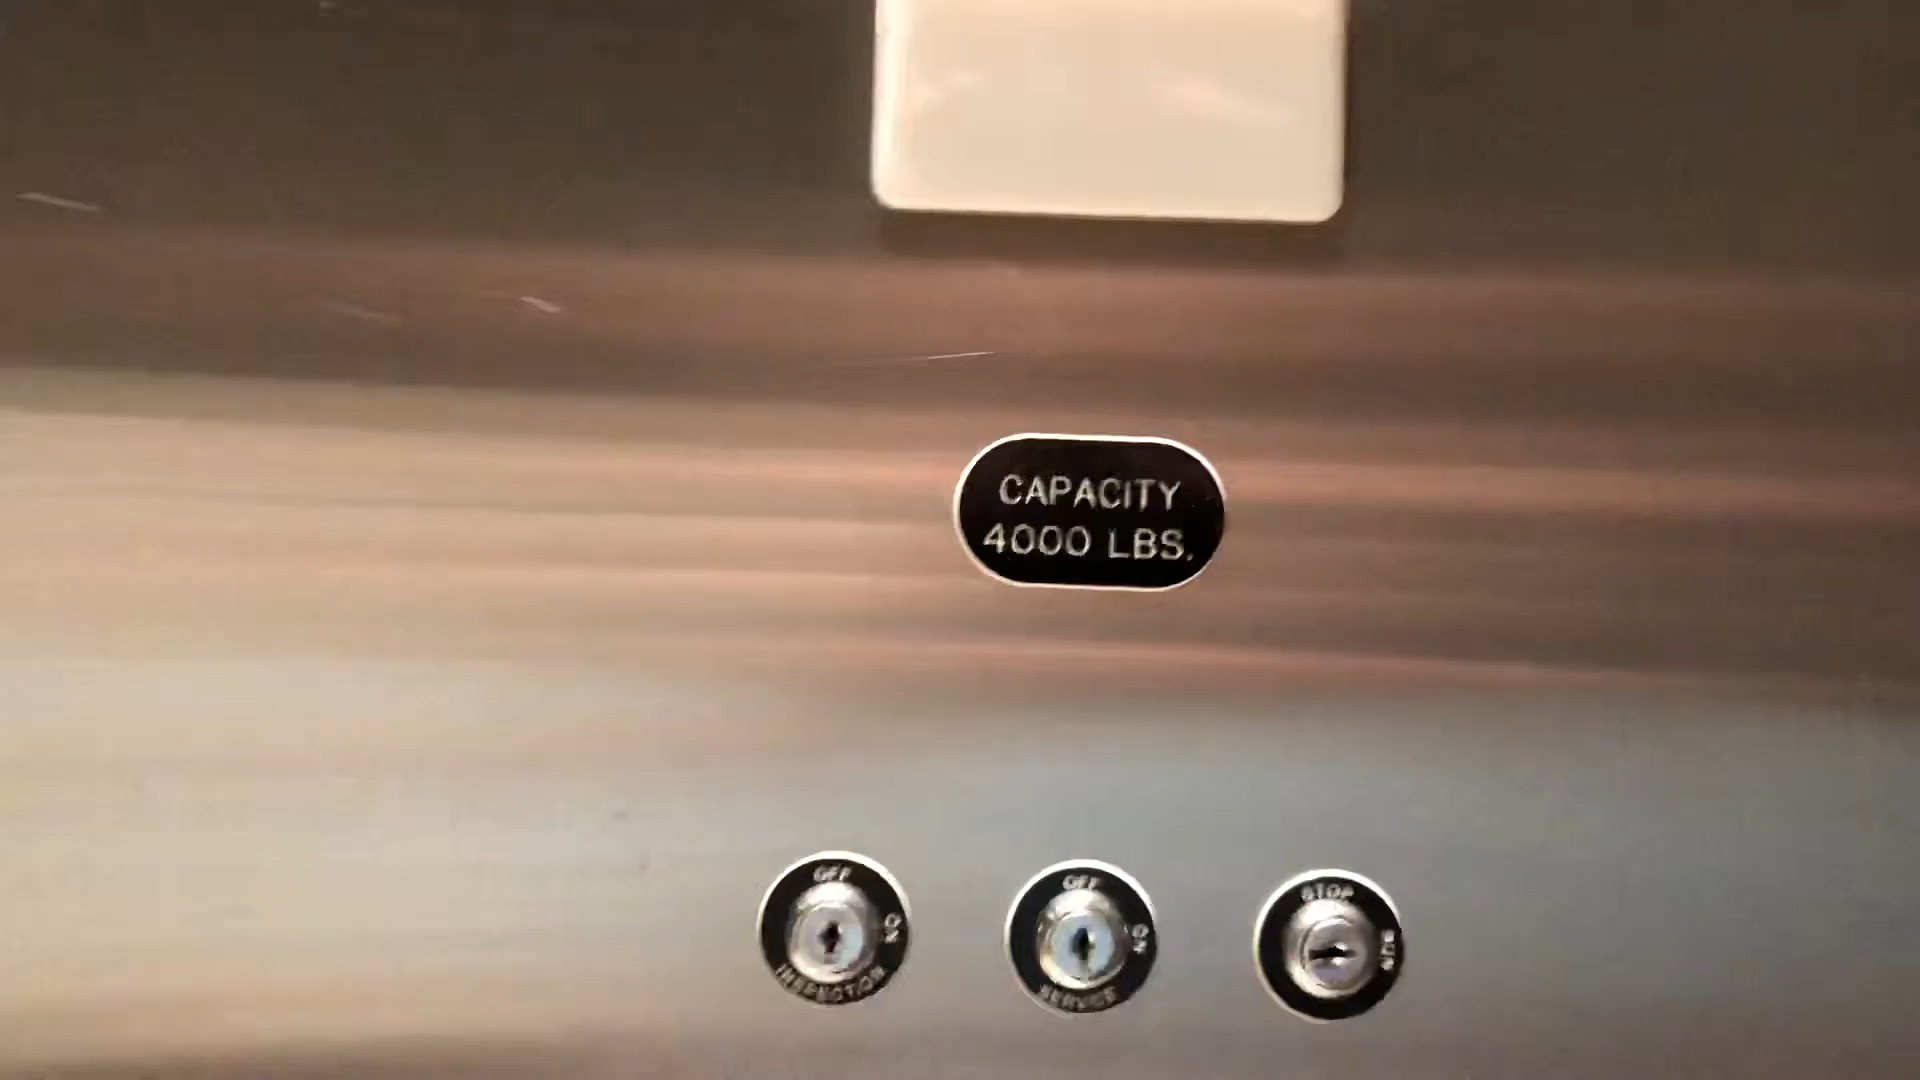 CAPACITY
4000 LBS.
OFF
ON
INSPECTION
OFF
ON
SERVICE
STOP
RUN